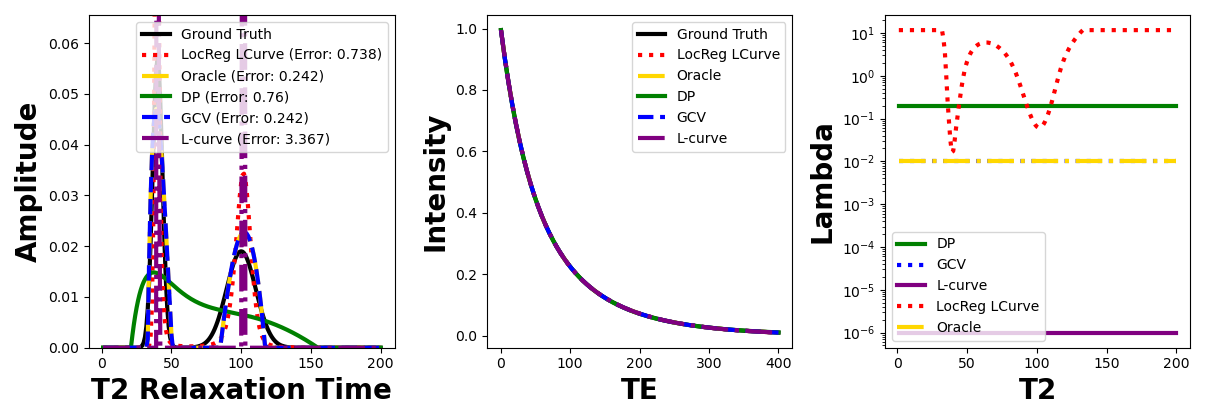 Amplitude
0.06
0.05
0.04
0.03
0.02
0.01
0.00
0
50
100
150
200
T2 Relaxation Time
Ground Truth
LocReg LCurve (Error: 0.738)
Oracle (Error: 0.242)
DP (Error: 0.76)
GCV (Error: 0.242)
L-curve (Error: 3.367)
Intensity
1.0
0.8
0.6
0.4
0.2
0.0
0
100
200
300
400
TE
Ground Truth
LocReg LCurve
Oracle
DP
GCV
L-curve
Lambda
10¹
10⁰
10⁻¹
10⁻²
10⁻³
10⁻⁴
10⁻⁵
10⁻⁶
0
50
100
150
200
T2
DP
GCV
L-curve
LocReg LCurve
Oracle